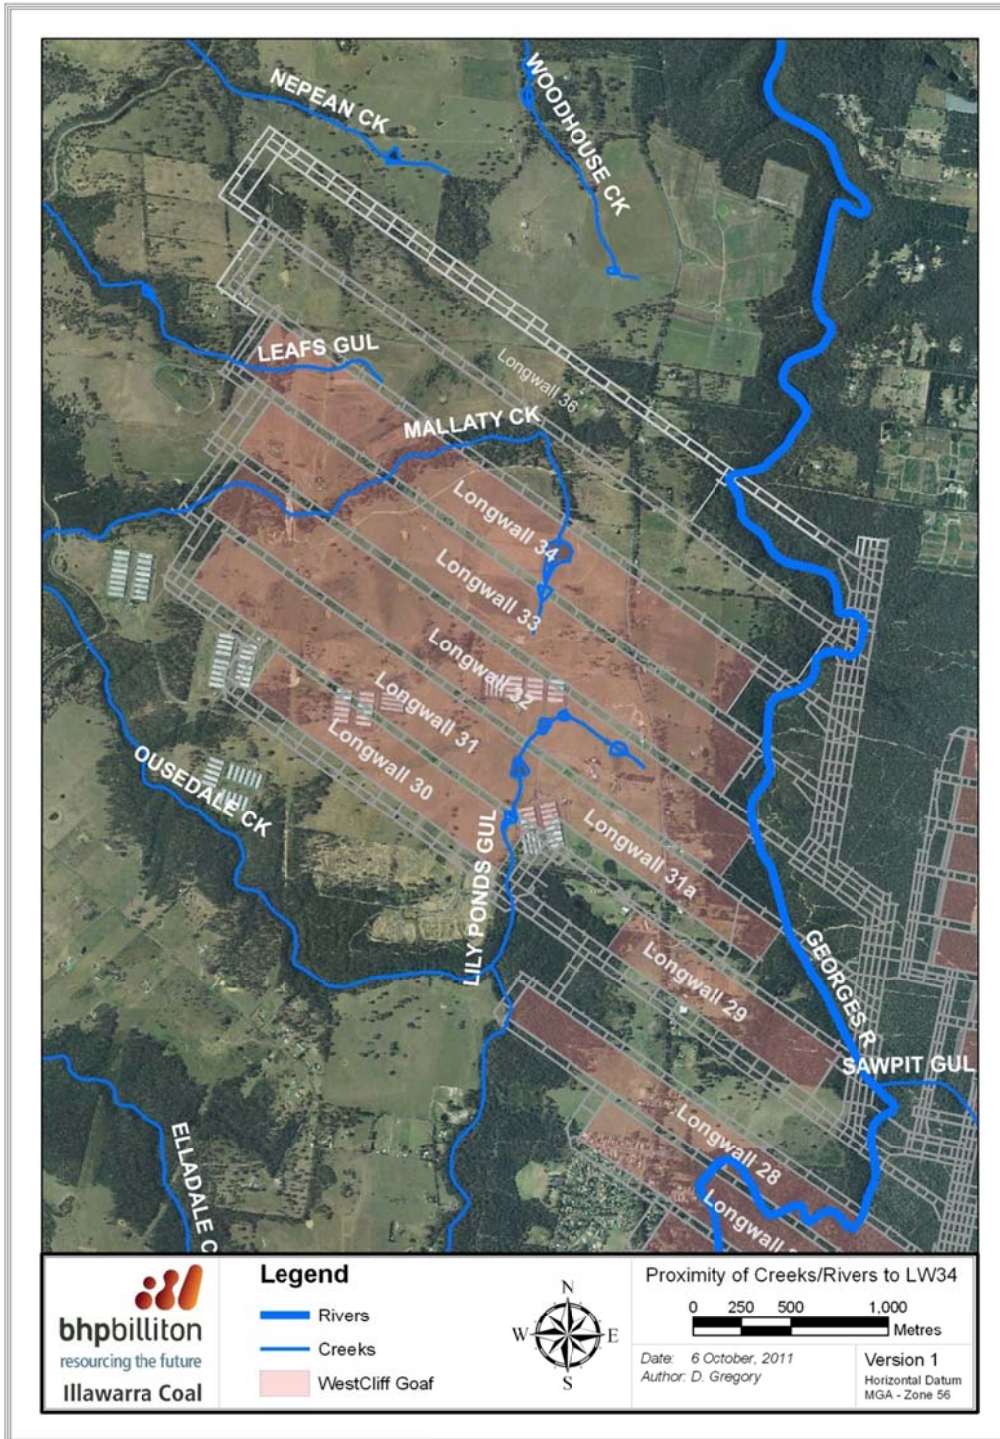 NEPEAN CK
WOODHOUSE CK
LEAFS GUL
Longwall 36
MALLATY CK
Longwall 34
Longwall 33
Longwall 32
Longwall 31
Longwall 30
OUSEDALE CK
LILY PONDS GUL
Longwall 31a
Longwall 29
GEORGES R
SAWPIT GUL
Longwall 28
ELLADALE C
Longwall
bhpbilliton
resourcing the future
Illawarra Coal
Legend
Rivers
Creeks
WestCliff Goaf
N
W
E
S
Proximity of Creeks/Rivers to LW34
0 250 500 1,000
Metres
Date: 6 October, 2011
Author: D. Gregory
Version 1
Horizontal Datum
MGA - Zone 56